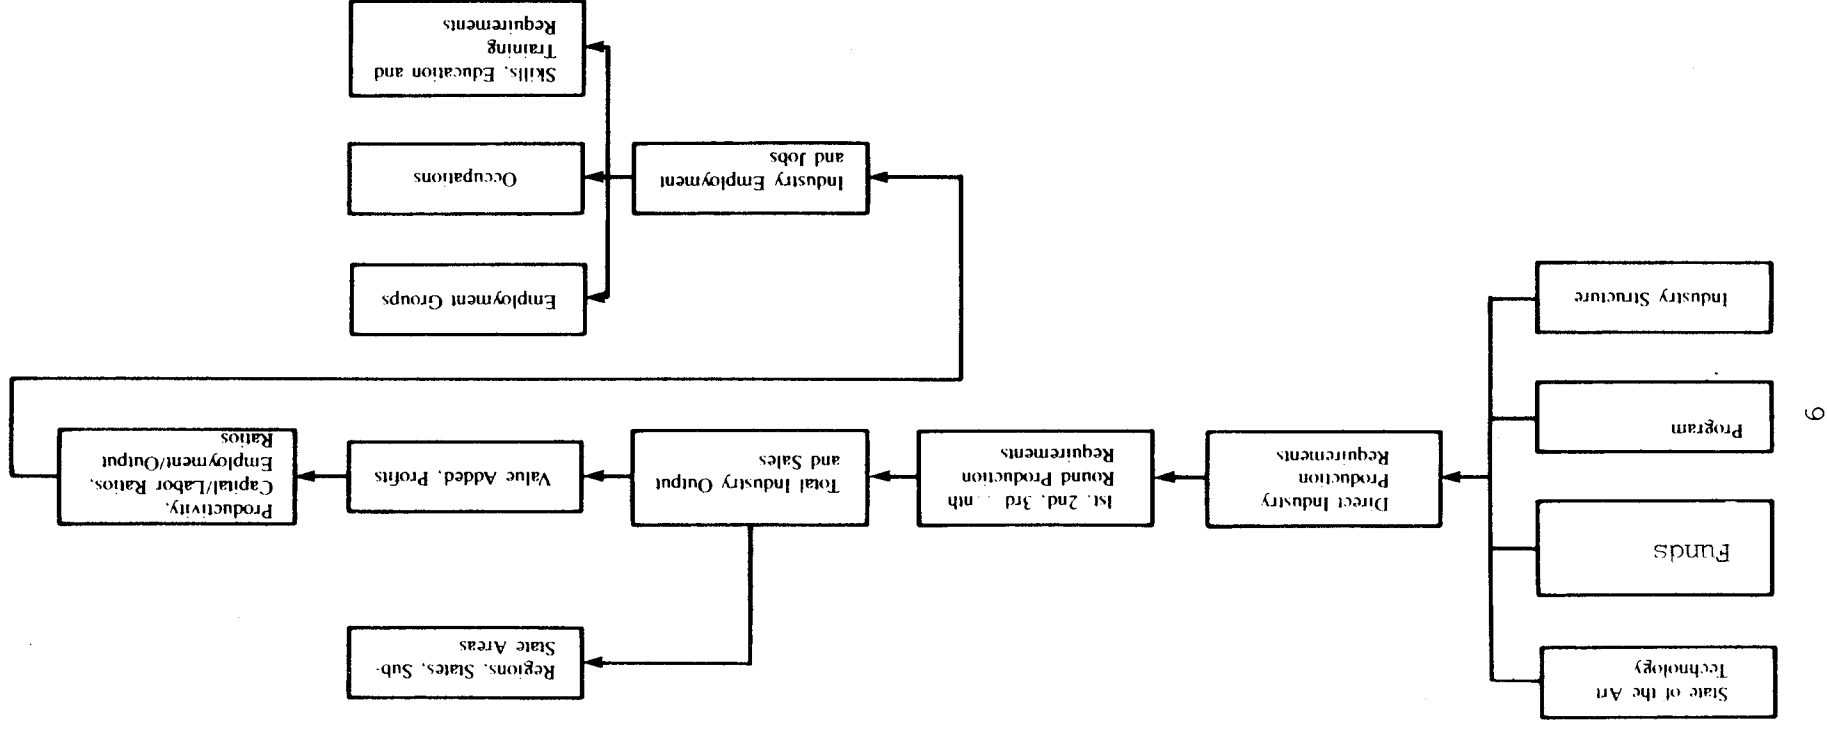 State of the Art
Technology
Funds
Program
Industry Structure
Direct Industry
Production
Requirements
1st, 2nd, 3rd ... nth
Round Production
Requirements
Total Industry Output
and Sales
Regions, States, Sub-
State Areas
Value Added, Profits
Productivity,
Capital/Labor Ratios,
Employment/Output
Ratios
Industry Employment
and Jobs
Employment Groups
Occupations
Skills, Education and
Training
Requirements
6